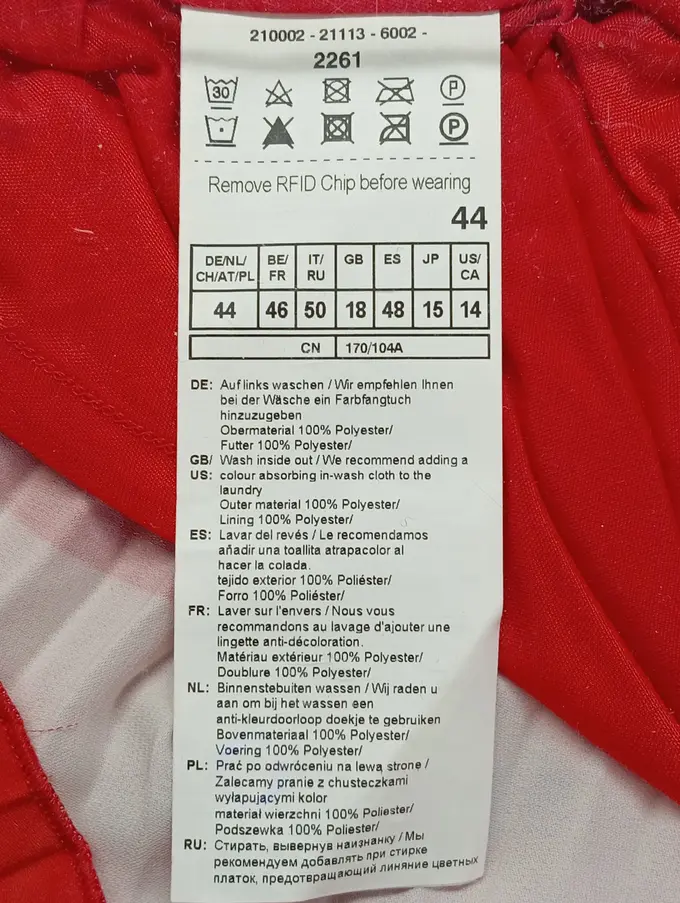 210002 - 21113 - 6002 -
2261
30
P
P
Remove RFID Chip before wearing
44
DE/NL/ CH/AT/PL BE/ FR IT/ RU GB ES JP US/ CA
44 46 50 18 48 15 14
CN 170/104A
DE: Auf links waschen / Wir empfehlen Ihnen
bei der Wäsche ein Farbfangtuch
hinzuzugeben
Obermaterial 100% Polyester/
Futter 100% Polyester/
GB/ Wash inside out / We recommend adding a
US: colour absorbing in-wash cloth to the
laundry
Outer material 100% Polyester/
Lining 100% Polyester/
ES: Lavar del revés / Le recomendamos
añadir una toallita atrapacolor al
hacer la colada.
tejido exterior 100% Poliéster/
Forro 100% Poliéster/
FR: Laver sur l'envers / Nous vous
recommandons au lavage d'ajouter une
lingette anti-décoloration.
Matériau extérieur 100% Polyester/
Doublure 100% Polyester/
NL: Binnenstebuiten wassen / Wij raden u
aan om bij het wassen een
anti-kleurdoorloop doekje te gebruiken
Bovenmateriaal 100% Polyester/
Voering 100% Polyester/
PL: Prać po odwróceniu na lewą stronę /
Zalecamy pranie z chusteczkami
wyłapującymi kolor
materiał wierzchni 100% Poliester/
Podszewka 100% Poliester/
RU: Стирать, вывернув наизнанку / Мы
рекомендуем добавлять при стирке
платок, предотвращающий линяние цветных